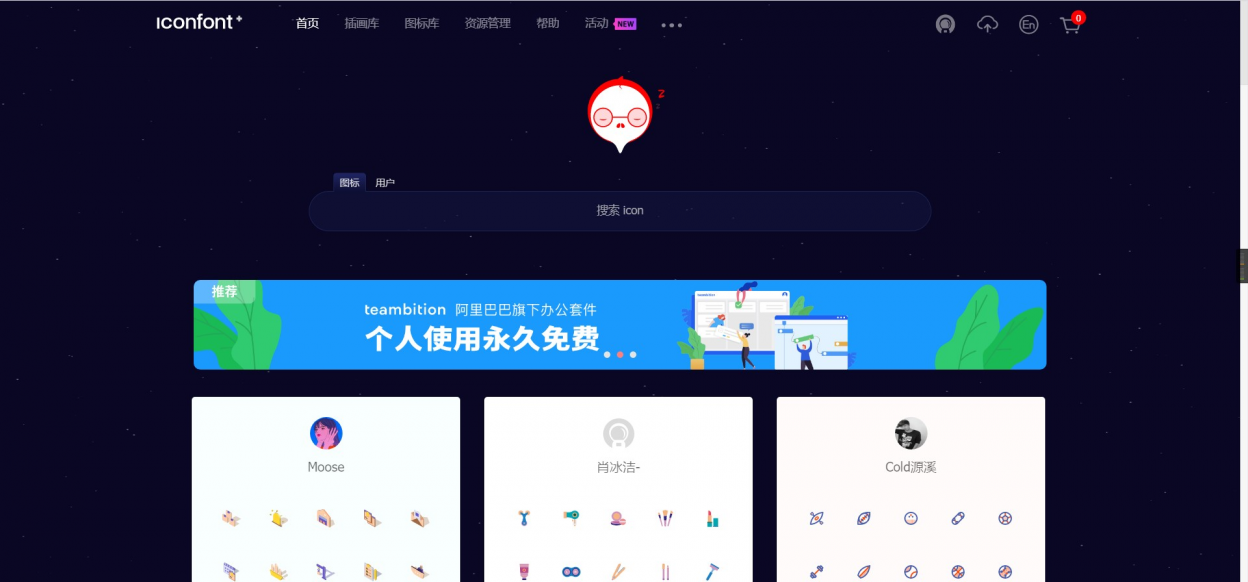 iconfont+ 首页 插画库 图标库 资源管理 帮助 活动 NEW En 0
z
z
图标 用户
搜索 icon
推荐
teambition 阿里巴巴旗下办公套件
个人使用永久免费
Moose 肖冰洁- Cold源溪